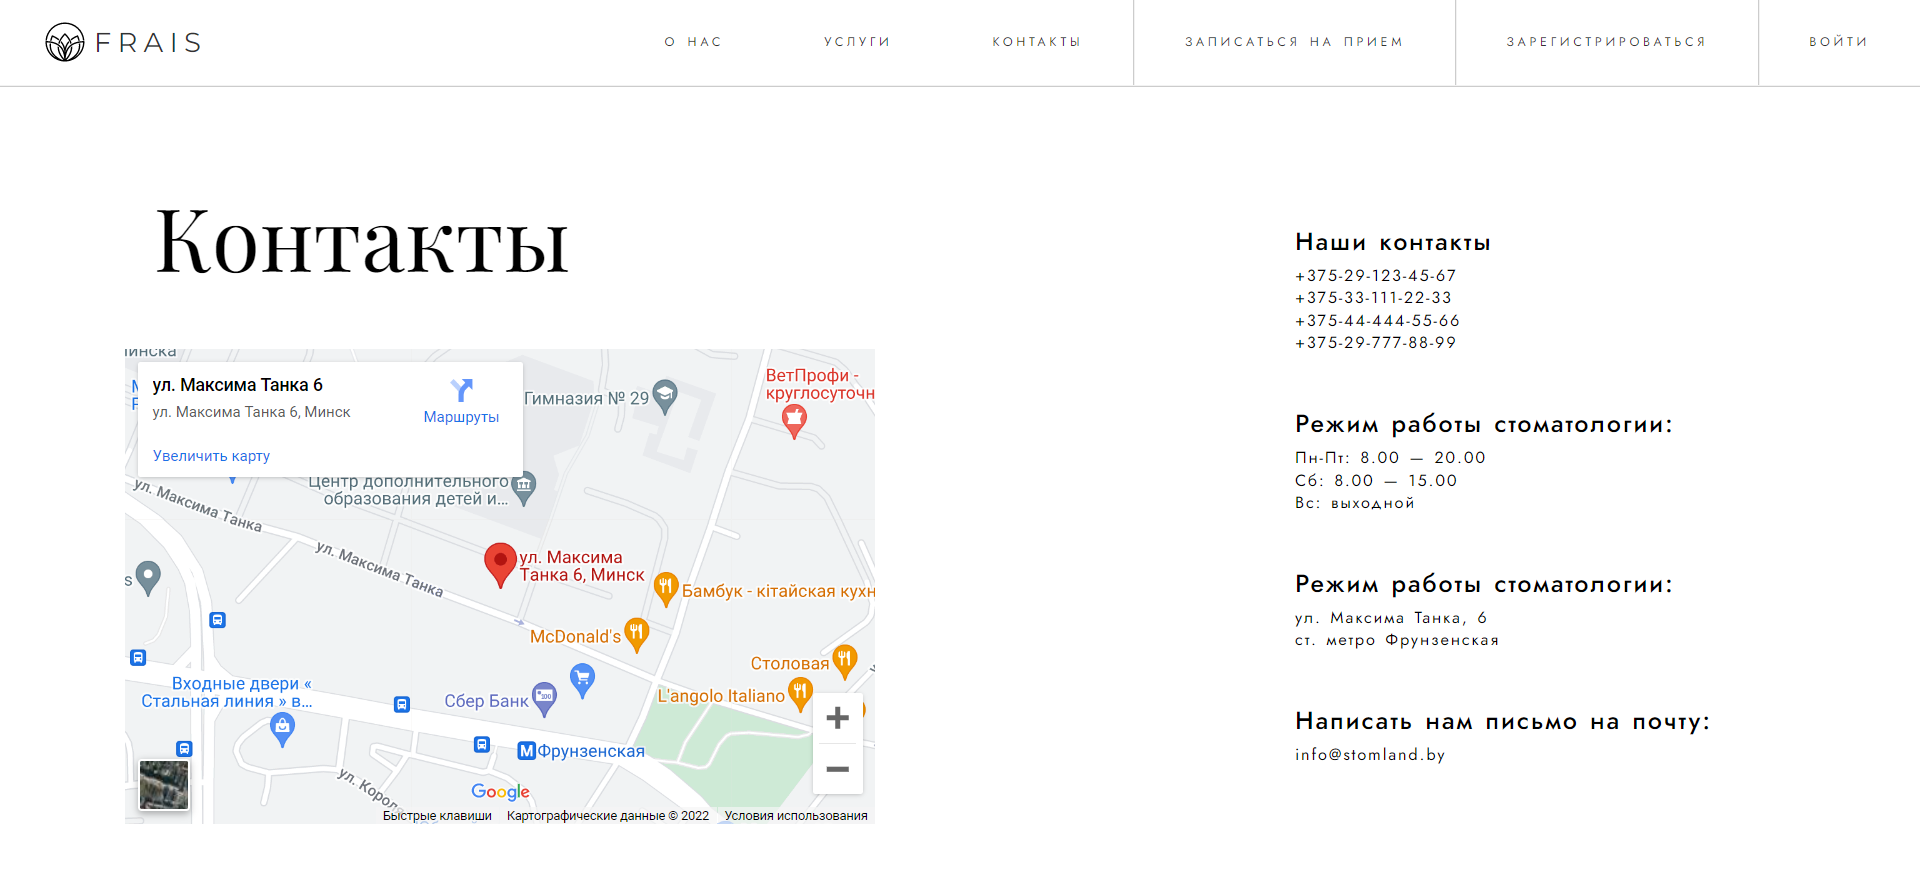 FRAIS
О НАС
УСЛУГИ
КОНТАКТЫ
ЗАПИСАТЬСЯ НА ПРИЕМ
ЗАРЕГИСТРИРОВАТЬСЯ
ВОЙТИ
Контакты
ул. Максима Танка 6
ул. Максима Танка 6, Минск
Маршруты
Увеличить карту
Гимназия № 29
ВетПрофи -
круглосуточн
Центр дополнительного
образования детей и...
ул. Максима Танка
ул. Максима Танка
ул. Максима
Танка 6, Минск
Бамбук - кітайская кухн
McDonald's
Столовая
L'angolo Italiano
Входные двери «
Стальная линия » в...
Сбер Банк
Фрунзенская
ул. Короло
Google
Быстрые клавиши
Картографические данные © 2022
Условия использования
Наши контакты
+375-29-123-45-67
+375-33-111-22-33
+375-44-444-55-66
+375-29-777-88-99
Режим работы стоматологии:
Пн-Пт: 8.00 — 20.00
Сб: 8.00 — 15.00
Вс: выходной
Режим работы стоматологии:
ул. Максима Танка, 6
ст. метро Фрунзенская
Написать нам письмо на почту:
info@stomland.by